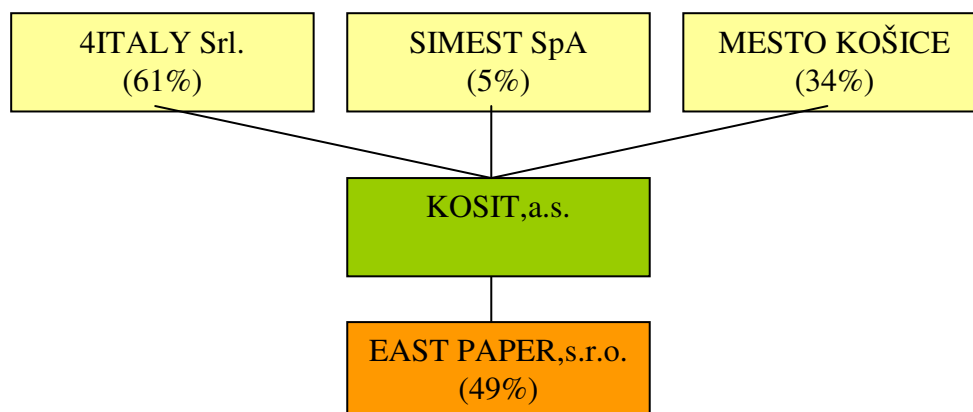 4ITALY Srl.
(61%)
SIMEST SpA
(5%)
MESTO KOŠICE
(34%)
KOSIT,a.s.
EAST PAPER,s.r.o.
(49%)